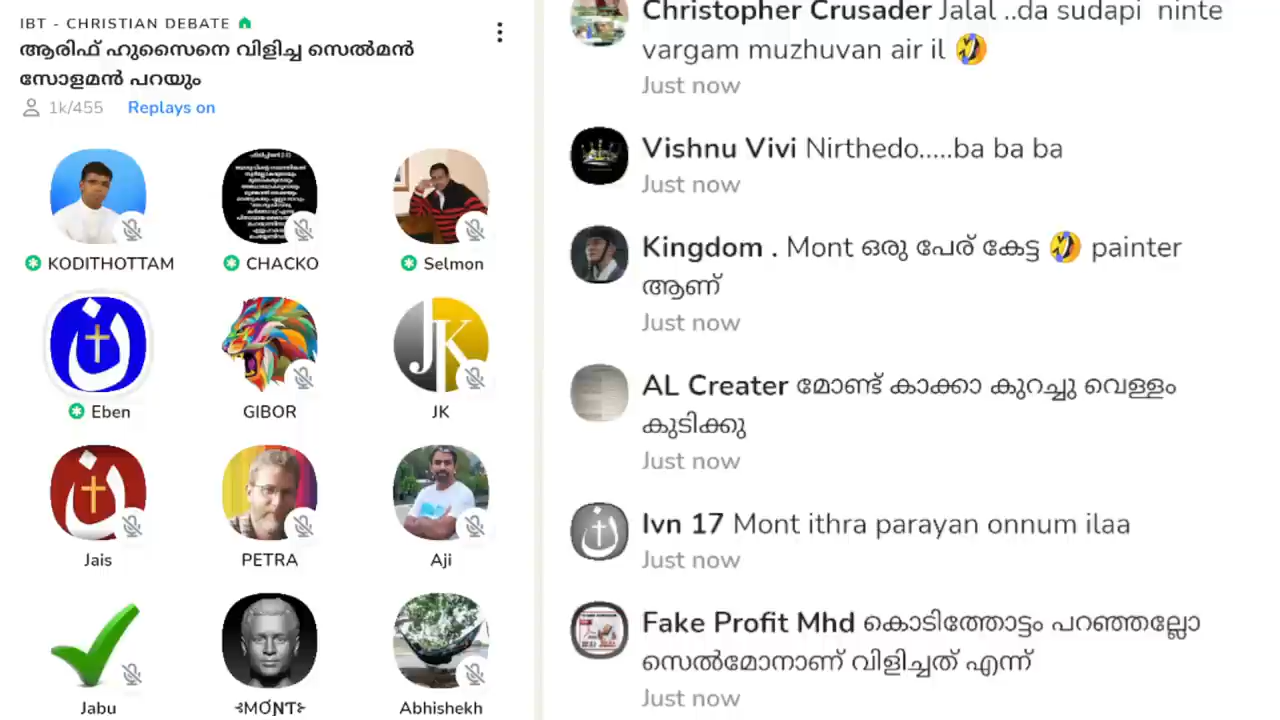 IBT - CHRISTIAN DEBATE
ആരിഫ് ഹുസൈനെ വിളിച്ച സെൽമൻ
സോളമൻ പറയും
1k/455 Replays on
KODITHOTTAM
CHACKO
Selmon
Eben
GIBOR
JK
JK
Jais
PETRA
Aji
Jabu
⊰MO̕NT⊱
Abhishekh
Christopher Crusader Jalal ..da sudapi ninte
vargam muzhuvan air il 🤣
Just now
Vishnu Vivi Nirthedo.....ba ba ba
Just now
Kingdom . Mont ഒരു പേര് കേട്ട 🤣 painter
ആണ്
Just now
AL Creater മോണ്ട് കാക്കാ കുറച്ചു വെള്ളം
കുടിക്കു
Just now
Ivn 17 Mont ithra parayan onnum ilaa
Just now
Fake Profit Mhd കൊടിത്തോട്ടം പറഞ്ഞല്ലോ
സെൽമോനാണ് വിളിച്ചത് എന്ന്
Just now